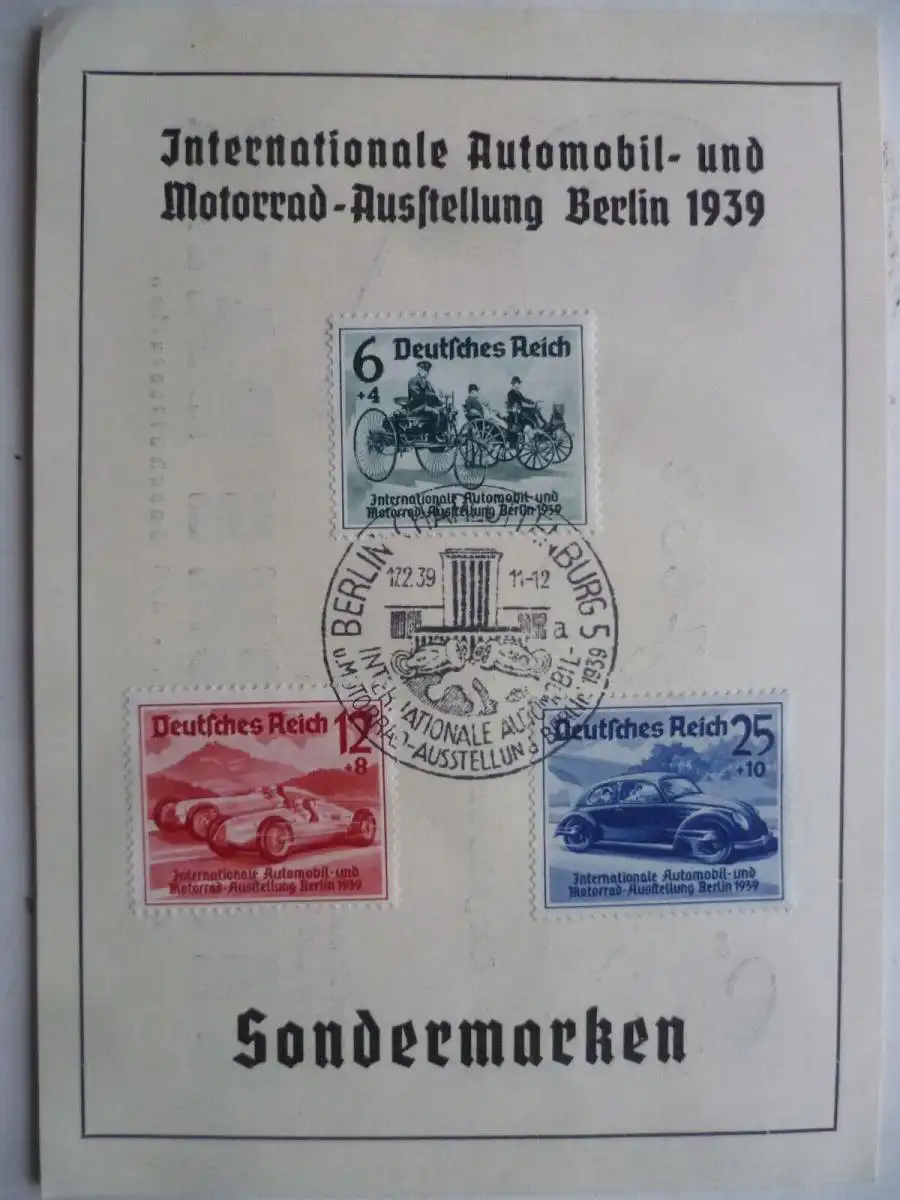 Internationale Automobil- und
Motorrad-Ausſtellung Berlin 1939
6 Deutſches Reich
+4
Internationale Automobil- und
Motorrad-Ausſtellung Berlin 1939
BERLIN CHARLOTTENBURG 5
17.2.39 11-12
a
INTERNATIONALE AUTOMOBIL-
u. MOTORRAD-AUSSTELLUNG BERLIN 1939
Deutſches Reich 12
+8
Internationale Automobil- und
Motorrad-Ausſtellung Berlin 1939
Deutſches Reich 25
+10
Internationale Automobil- und
Motorrad-Ausſtellung Berlin 1939
Sondermarken